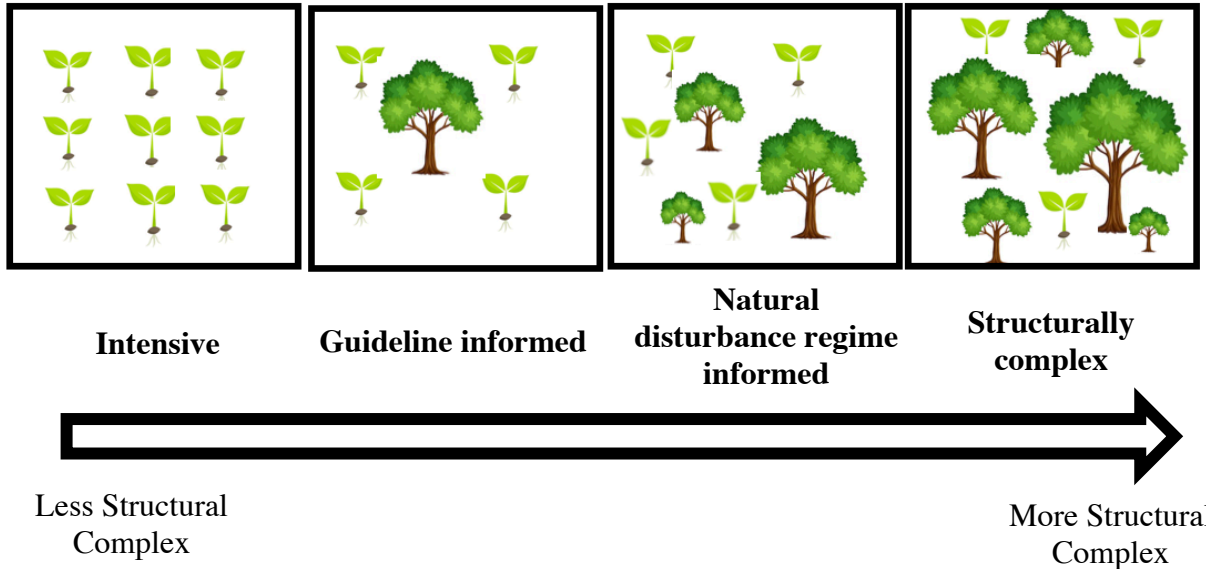 Intensive
Guideline informed
Natural
disturbance regime
informed
Structurally
complex
Less Structural
Complex
More Structural
Complex